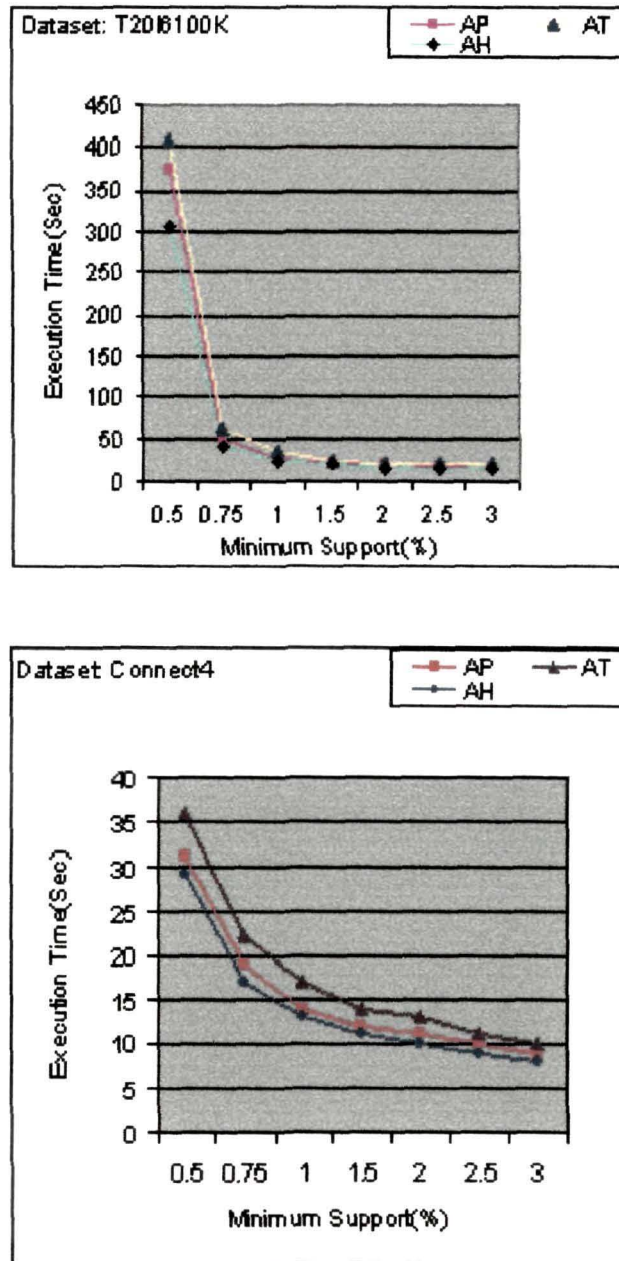 Dataset: T20I6100K
AP AT
AH
450
400
350
300
250
200
150
100
50
0
Execution Time(Sec)
0.5 0.75 1 1.5 2 2.5 3
Minimum Support(%)
Dataset Connect4
AP AT
AH
40
35
30
25
20
15
10
5
0
Execution Time(Sec)
0.5 0.75 1 1.5 2 2.5 3
Minimum Support(%)